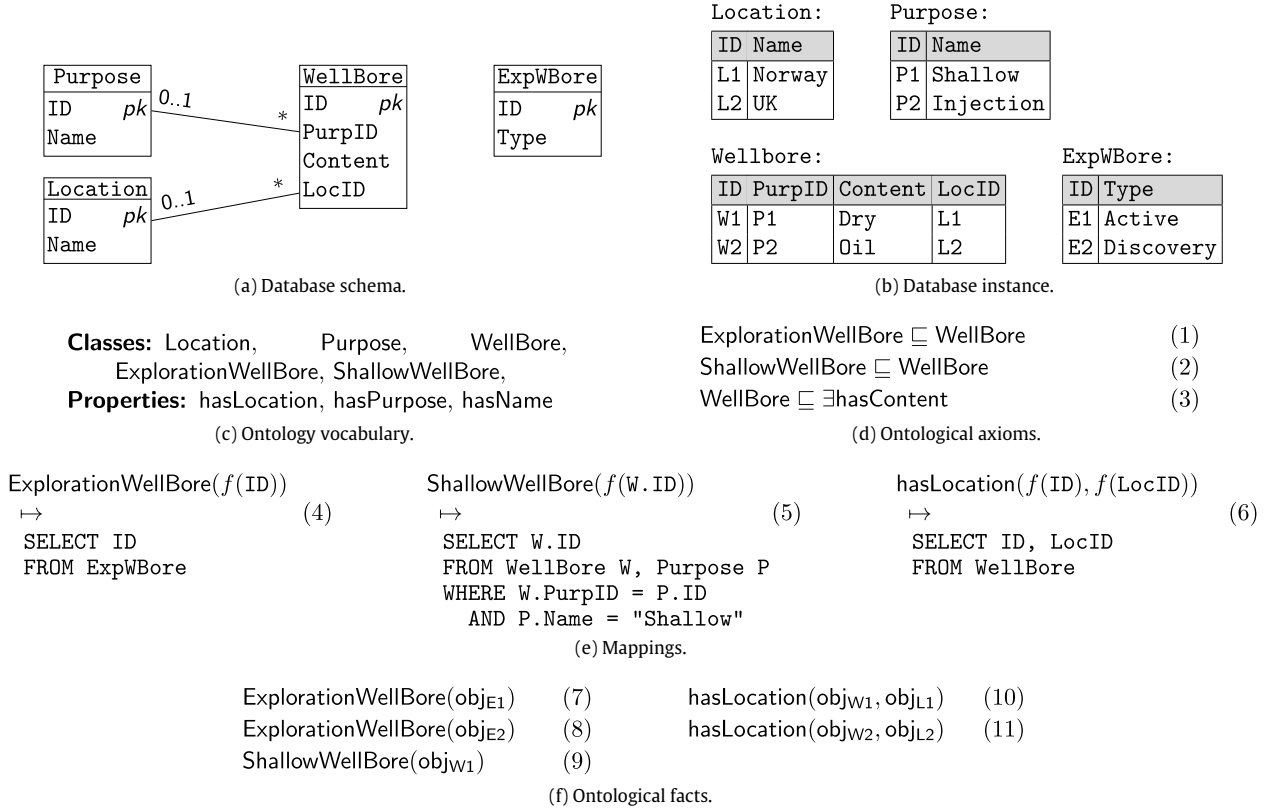 Purpose
ID pk
Name
0..1
*
WellBore
ID pk
PurpID
Content
LocID
ExpWBore
ID pk
Type
Location
ID pk
Name
0..1
*
(a) Database schema.
Location:
ID Name
L1 Norway
L2 UK
Purpose:
ID Name
P1 Shallow
P2 Injection
Wellbore:
ID PurpID Content LocID
W1 P1 Dry L1
W2 P2 Oil L2
ExpWBore:
ID Type
E1 Active
E2 Discovery
(b) Database instance.
Classes: Location, Purpose, WellBore,
ExplorationWellBore, ShallowWellBore,
Properties: hasLocation, hasPurpose, hasName
(c) Ontology vocabulary.
ExplorationWellBore ⊑ WellBore (1)
ShallowWellBore ⊑ WellBore (2)
WellBore ⊑ ∃hasContent (3)
(d) Ontological axioms.
ExplorationWellBore(f(ID))
↦ (4)
SELECT ID
FROM ExpWBore
ShallowWellBore(f(W.ID))
↦ (5)
SELECT W.ID
FROM WellBore W, Purpose P
WHERE W.PurpID = P.ID
AND P.Name = "Shallow"
hasLocation(f(ID), f(LocID))
↦ (6)
SELECT ID, LocID
FROM WellBore
(e) Mappings.
ExplorationWellBore(obj_E1) (7)
ExplorationWellBore(obj_E2) (8)
ShallowWellBore(obj_W1) (9)
hasLocation(obj_W1, obj_L1) (10)
hasLocation(obj_W2, obj_L2) (11)
(f) Ontological facts.